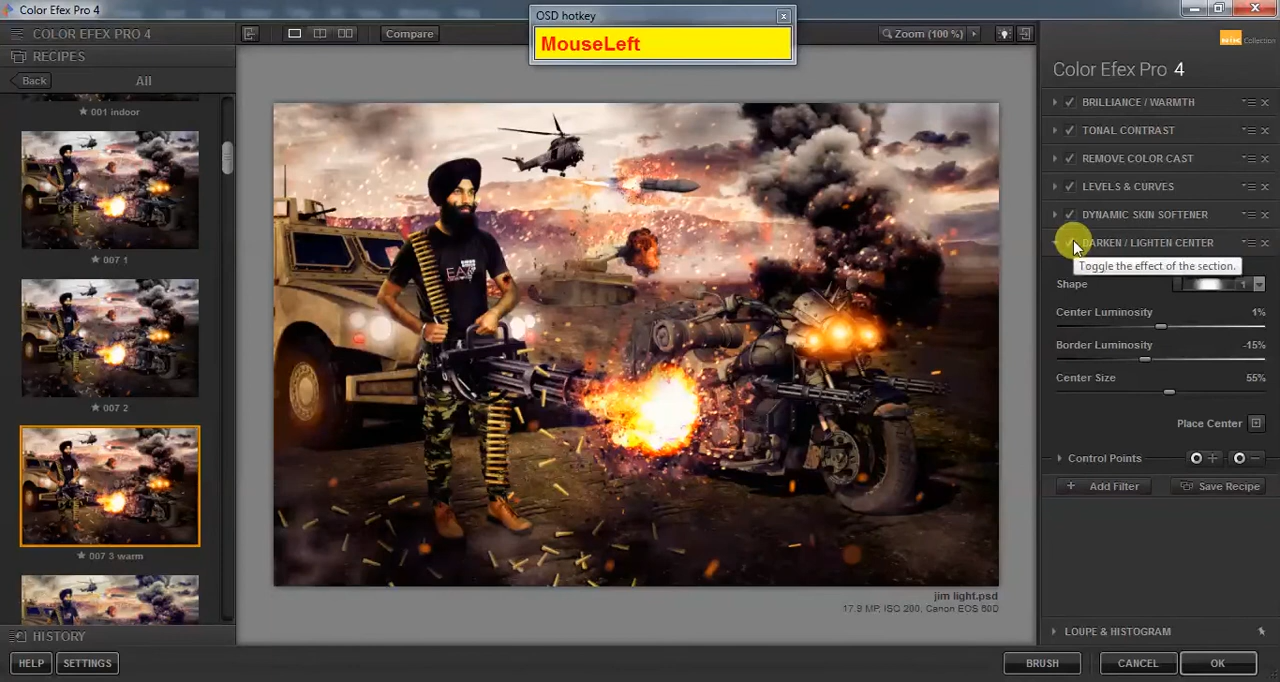 Color Efex Pro 4
OSD hotkey
MouseLeft
COLOR EFEX PRO 4
Compare
Zoom (100 %)
Nik Collection
RECIPES
Back
All
Color Efex Pro 4
001 indoor
007 1
007 2
007 3 warm
BRILLIANCE / WARMTH
TONAL CONTRAST
REMOVE COLOR CAST
LEVELS & CURVES
DYNAMIC SKIN SOFTENER
DARKEN / LIGHTEN CENTER
Toggle the effect of the section.
Shape
1
Center Luminosity 1%
Border Luminosity -15%
Center Size 55%
Place Center
Control Points
Add Filter
Save Recipe
EA7
jim light.psd
17.9 MP, ISO 200, Canon EOS 60D
HISTORY
LOUPE & HISTOGRAM
HELP
SETTINGS
BRUSH
CANCEL
OK